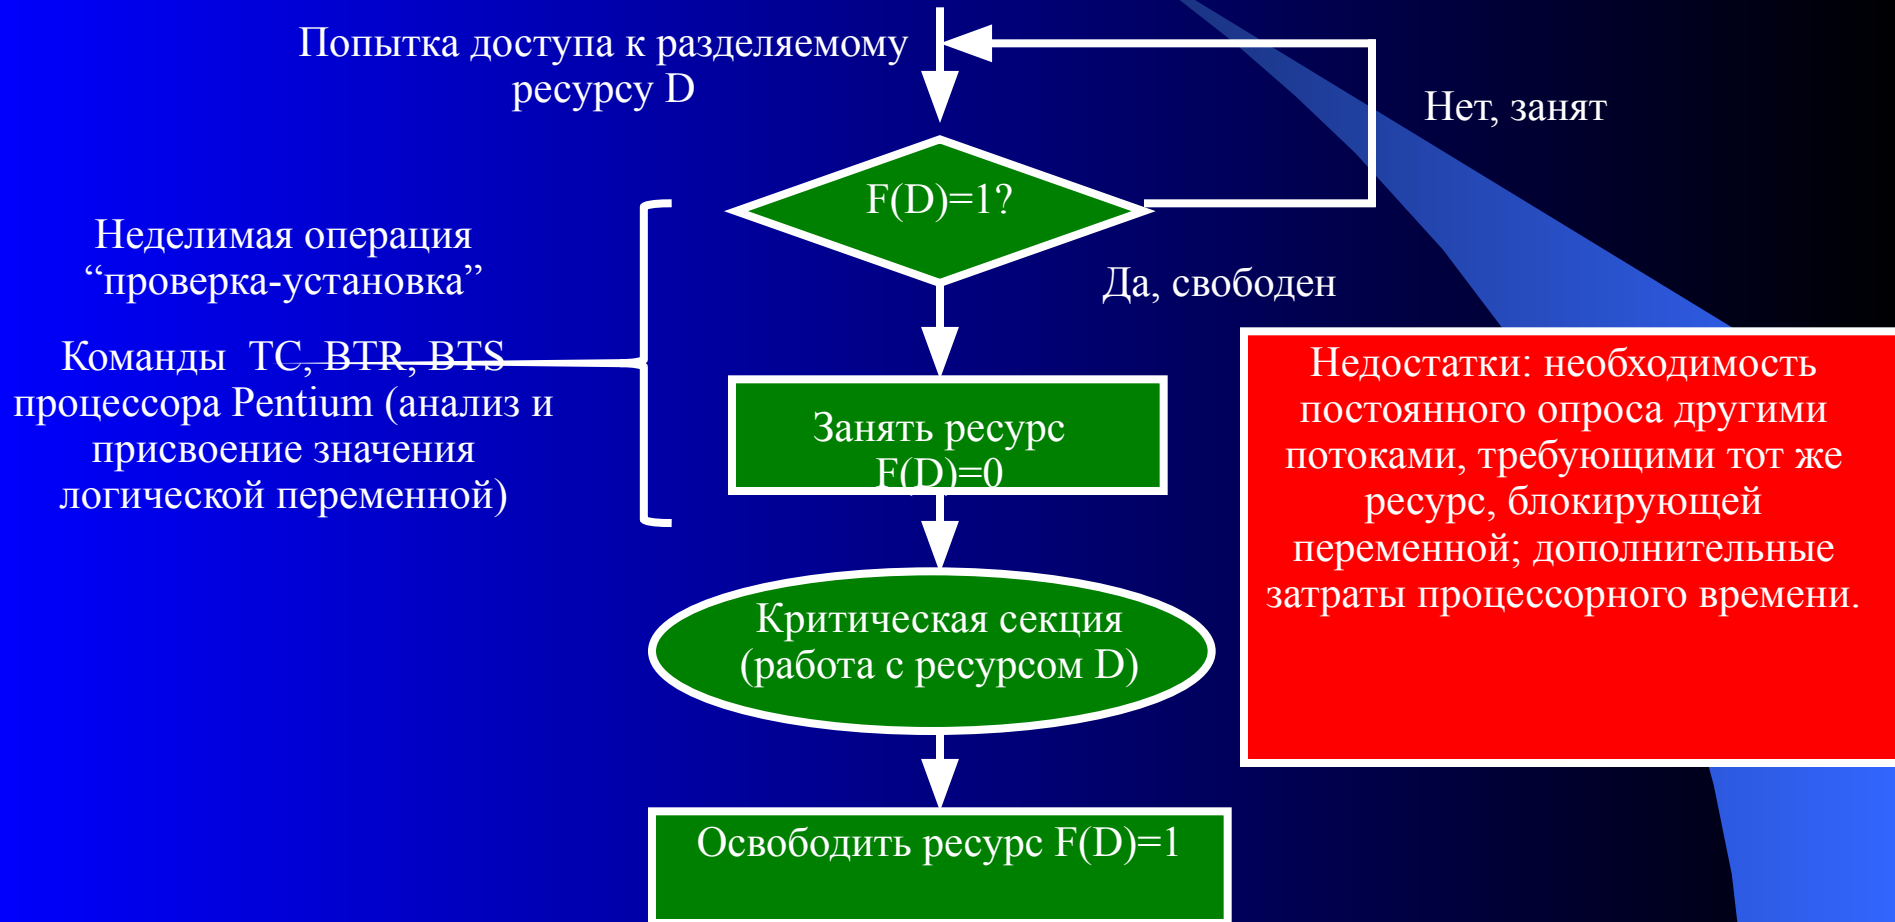 Попытка доступа к разделяемому
ресурсу D
Нет, занят
F(D)=1?
Неделимая операция
“проверка-установка”
Да, свободен
Команды ТС, BTR, BTS
процессора Pentium (анализ и
присвоение значения
логической переменной)
Занять ресурс
F(D)=0
Недостатки: необходимость
постоянного опроса другими
потоками, требующими тот же
ресурс, блокирующей
переменной; дополнительные
затраты процессорного времени.
Критическая секция
(работа с ресурсом D)
Освободить ресурс F(D)=1